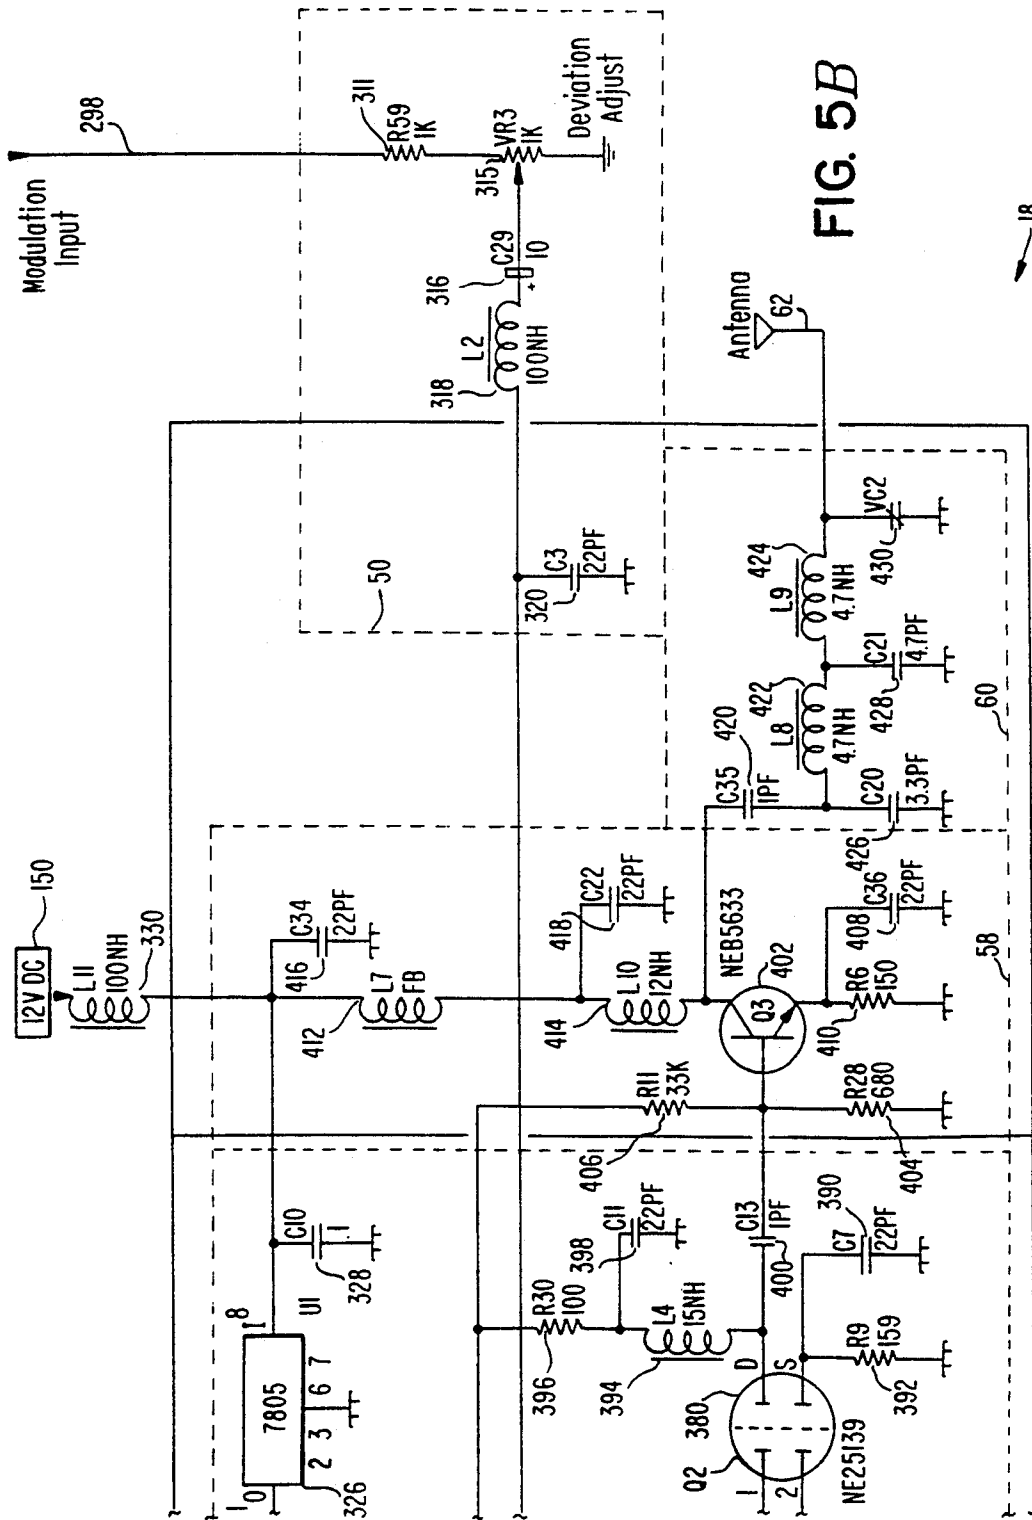 Modulation
Input
298
R59
1K
311
315
VR3
1K
Deviation
Adjust
C29
10
+
316
L2
100NH
318
FIG. 5B
18
Antenna
62
50
C3
22PF
320
12V DC
150
L11
100NH
330
C34
22PF
416
L7
FB
412
C22
22PF
418
L10
12NH
414
NEB5633
402
Q3
C35
1PF
420
L8
4.7NH
422
L9
4.7NH
424
VC2
430
C21
4.7PF
428
C20
3.3PF
426
60
C36
22PF
408
R6
150
410
58
R11
33K
406
R28
680
404
7805
1
0
I
8
2 3 6 7
326
U1
C10
1
328
R30
100
396
C11
22PF
398
L4
15NH
394
C13
1PF
400
C7
22PF
390
R9
159
392
D
S
380
Q2
1
2
NE25139